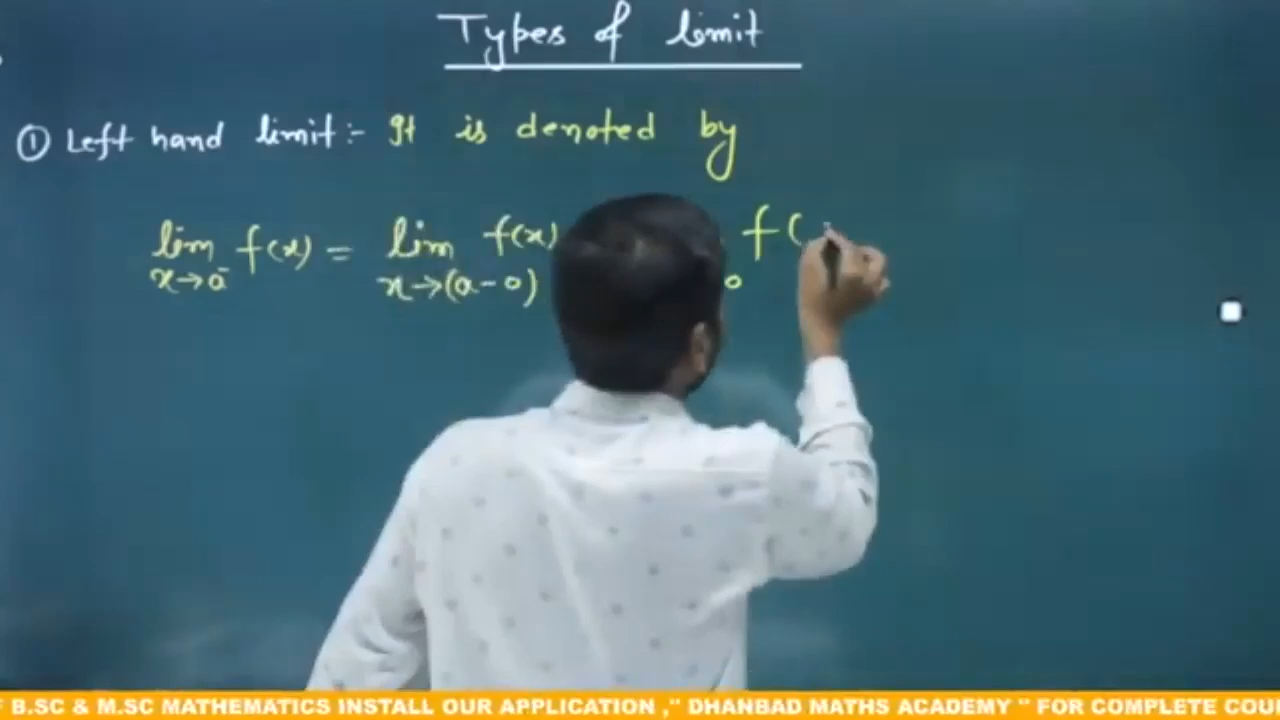 Types of limit
① Left hand limit:- It is denoted by
lim f(x) = lim f(x) f(
x→a⁻ x→(a-0) 0
F B.SC & M.SC MATHEMATICS INSTALL OUR APPLICATION ," DHANBAD MATHS ACADEMY " FOR COMPLETE COU